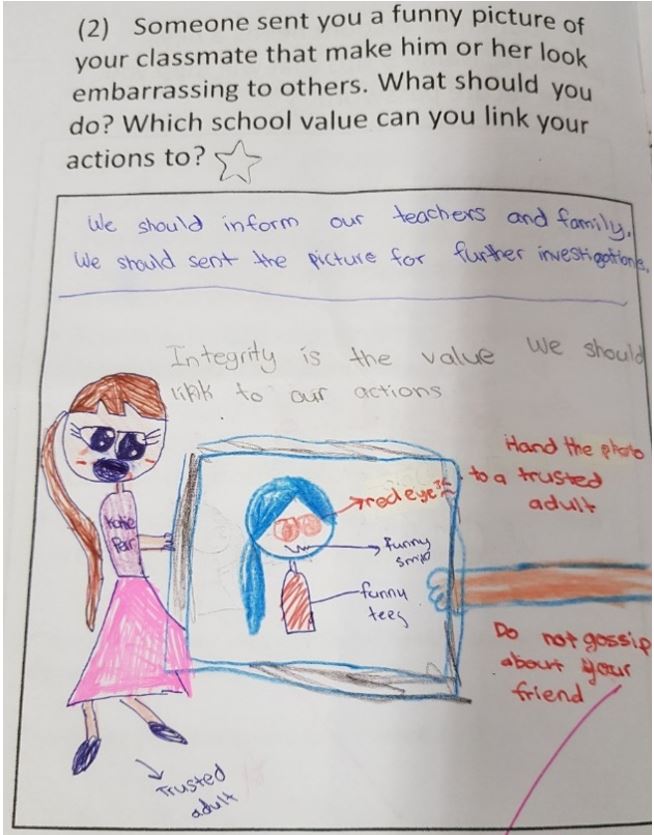 (2) Someone sent you a funny picture of
your classmate that make him or her look
embarrassing to others. What should you
do? Which school value can you link your
actions to?
We should inform our teachers and family.
We should sent the picture for further investigations.
Integrity is the value we should
link to our actions
Hand the photo
to a trusted
adult
red eyes
funny
smile
funny
tees
Katie
Per
Do not gossip
about your
friend
Trusted
adult